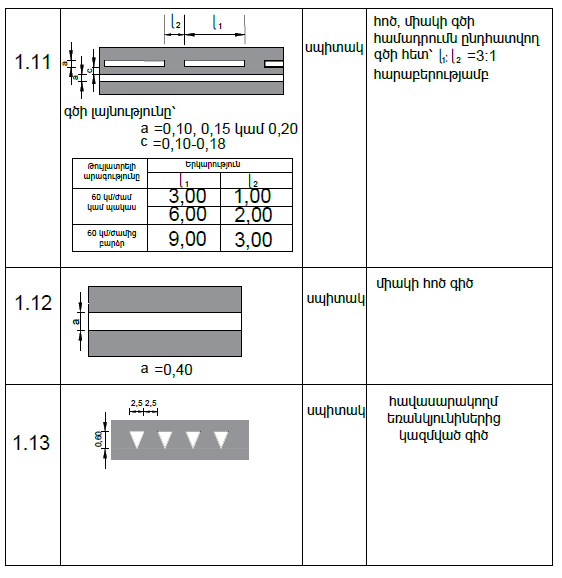 1.11
l₂
l₁
a
c
a
գծի լայնությունը՝
a =0,10, 0,15 կամ 0,20
c =0,10-0,18
Թույլատրելի արագությունը
Երկարություն
l₁
l₂
60 կմ/ժամ կամ պակաս
3,00
1,00
6,00
2,00
60 կմ/ժամից բարձր
9,00
3,00
սպիտակ
հոծ, միակի գծի
համադրումն ընդհատվող
գծի հետ՝ l₁: l₂ =3:1
հարաբերությամբ
1.12
a
a =0,40
սպիտակ
միակի հոծ գիծ
1.13
2,5 2,5
0,60
սպիտակ
հավասարակողմ
եռանկյունիներից
կազմված գիծ